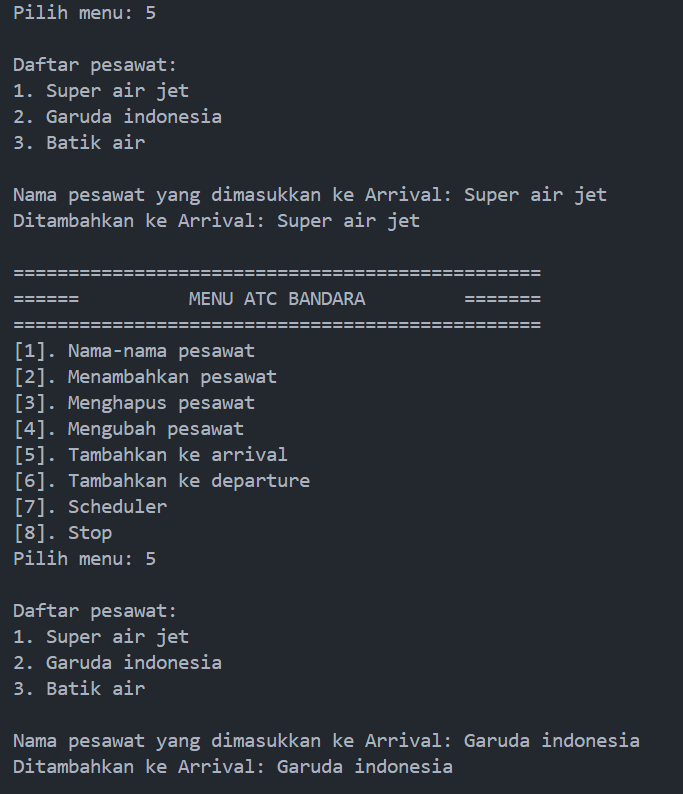 Pilih menu: 5
Daftar pesawat:
1. Super air jet
2. Garuda indonesia
3. Batik air
Nama pesawat yang dimasukkan ke Arrival: Super air jet
Ditambahkan ke Arrival: Super air jet
================================================
======          MENU ATC BANDARA         =======
================================================
[1]. Nama-nama pesawat
[2]. Menambahkan pesawat
[3]. Menghapus pesawat
[4]. Mengubah pesawat
[5]. Tambahkan ke arrival
[6]. Tambahkan ke departure
[7]. Scheduler
[8]. Stop
Pilih menu: 5
Daftar pesawat:
1. Super air jet
2. Garuda indonesia
3. Batik air
Nama pesawat yang dimasukkan ke Arrival: Garuda indonesia
Ditambahkan ke Arrival: Garuda indonesia